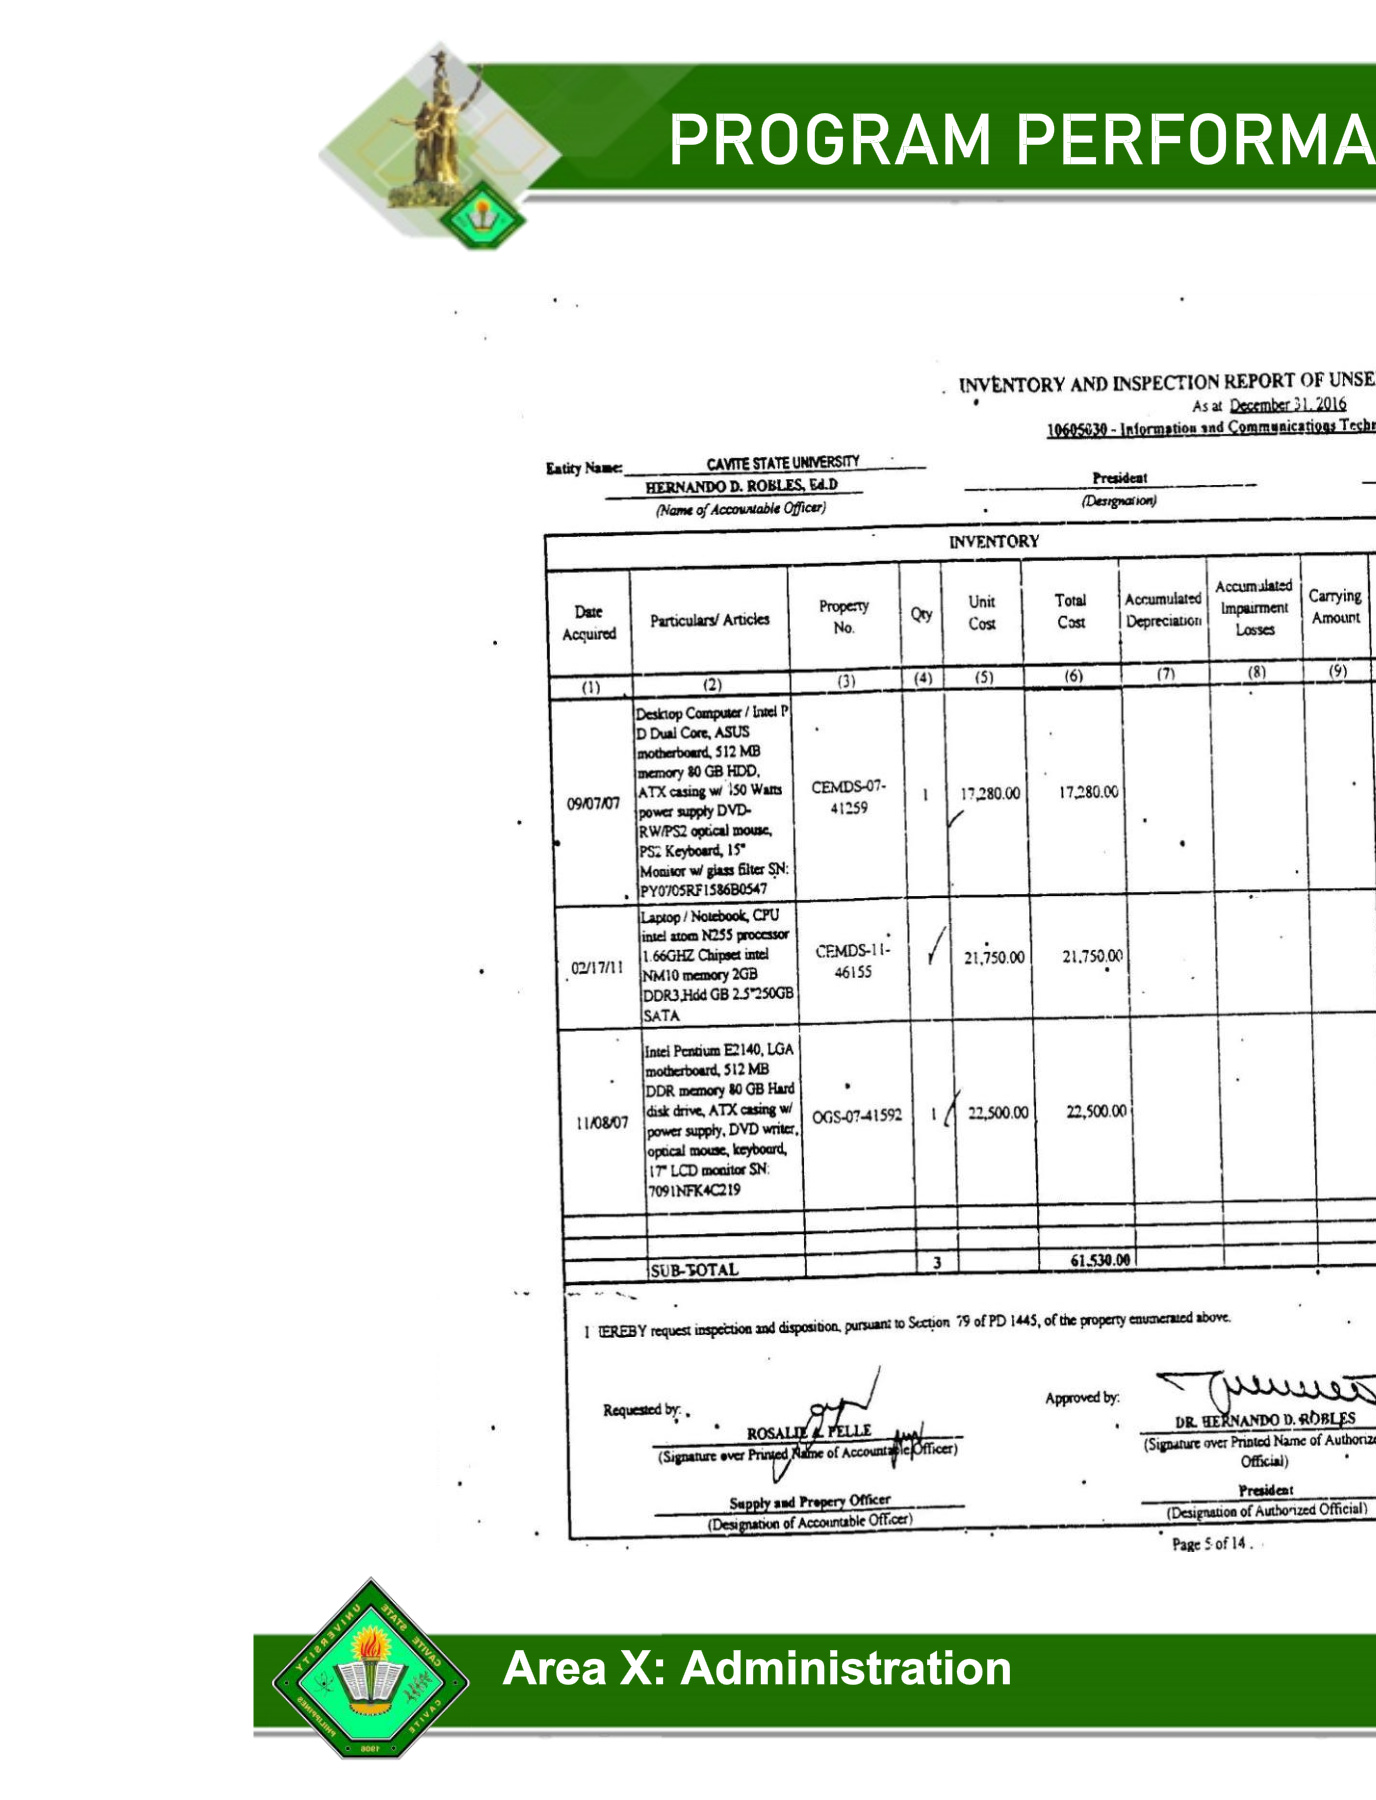 PROGRAM PERFORMA
INVENTORY AND INSPECTION REPORT OF UNSE
As at December 31, 2016
10605030 - Information and Communications Techn
Entity Name: CAVITE STATE UNIVERSITY
HERNANDO D. ROBLES, Ed.D
President
(Name of Accountable Officer)
(Designation)
INVENTORY
Date Acquired
Particulars/ Articles
Property No.
Qty
Unit Cost
Total Cost
Accumulated Depreciation
Accumulated Impairment Losses
Carrying Amount
(1) (2) (3) (4) (5) (6) (7) (8) (9)
09/07/07
Desktop Computer / Intel P
D Dual Core, ASUS
motherboard, 512 MB
memory 80 GB HDD,
ATX casing w/ 150 Watts
power supply DVD-
RW/PS2 optical mouse,
PS2 Keyboard, 15"
Monitor w/ glass filter SN:
PY0705RF1586B0547
CEMDS-07-
41259
1
17,280.00
17,280.00
02/17/11
Laptop / Notebook, CPU
intel atom N255 processor
1.66GHZ Chipset intel
NM10 memory 2GB
DDR3,Hdd GB 2.5"250GB
SATA
CEMDS-11-
46155
21,750.00
21,750.00
11/08/07
Intel Pentium E2140, LGA
motherboard, 512 MB
DDR memory 80 GB Hard
disk drive, ATX casing w/
power supply, DVD writer,
optical mouse, keyboard,
17" LCD monitor SN:
7091NFK4C219
OGS-07-41592
1
22,500.00
22,500.00
SUB-TOTAL 3 61,530.00
I HEREBY request inspection and disposition, pursuant to Section 79 of PD 1445, of the property enumerated above.
Requested by:
ROSALIE A. PELLE
(Signature over Printed Name of Accountable Officer)
Supply and Propery Officer
(Designation of Accountable Officer)
Approved by:
DR. HERNANDO D. ROBLES
(Signature over Printed Name of Authorize
Official)
President
(Designation of Authorized Official)
Page 5 of 14
CAVITE STATE UNIVERSITY
CAVITE
PHILIPPINES
1906
Area X: Administration